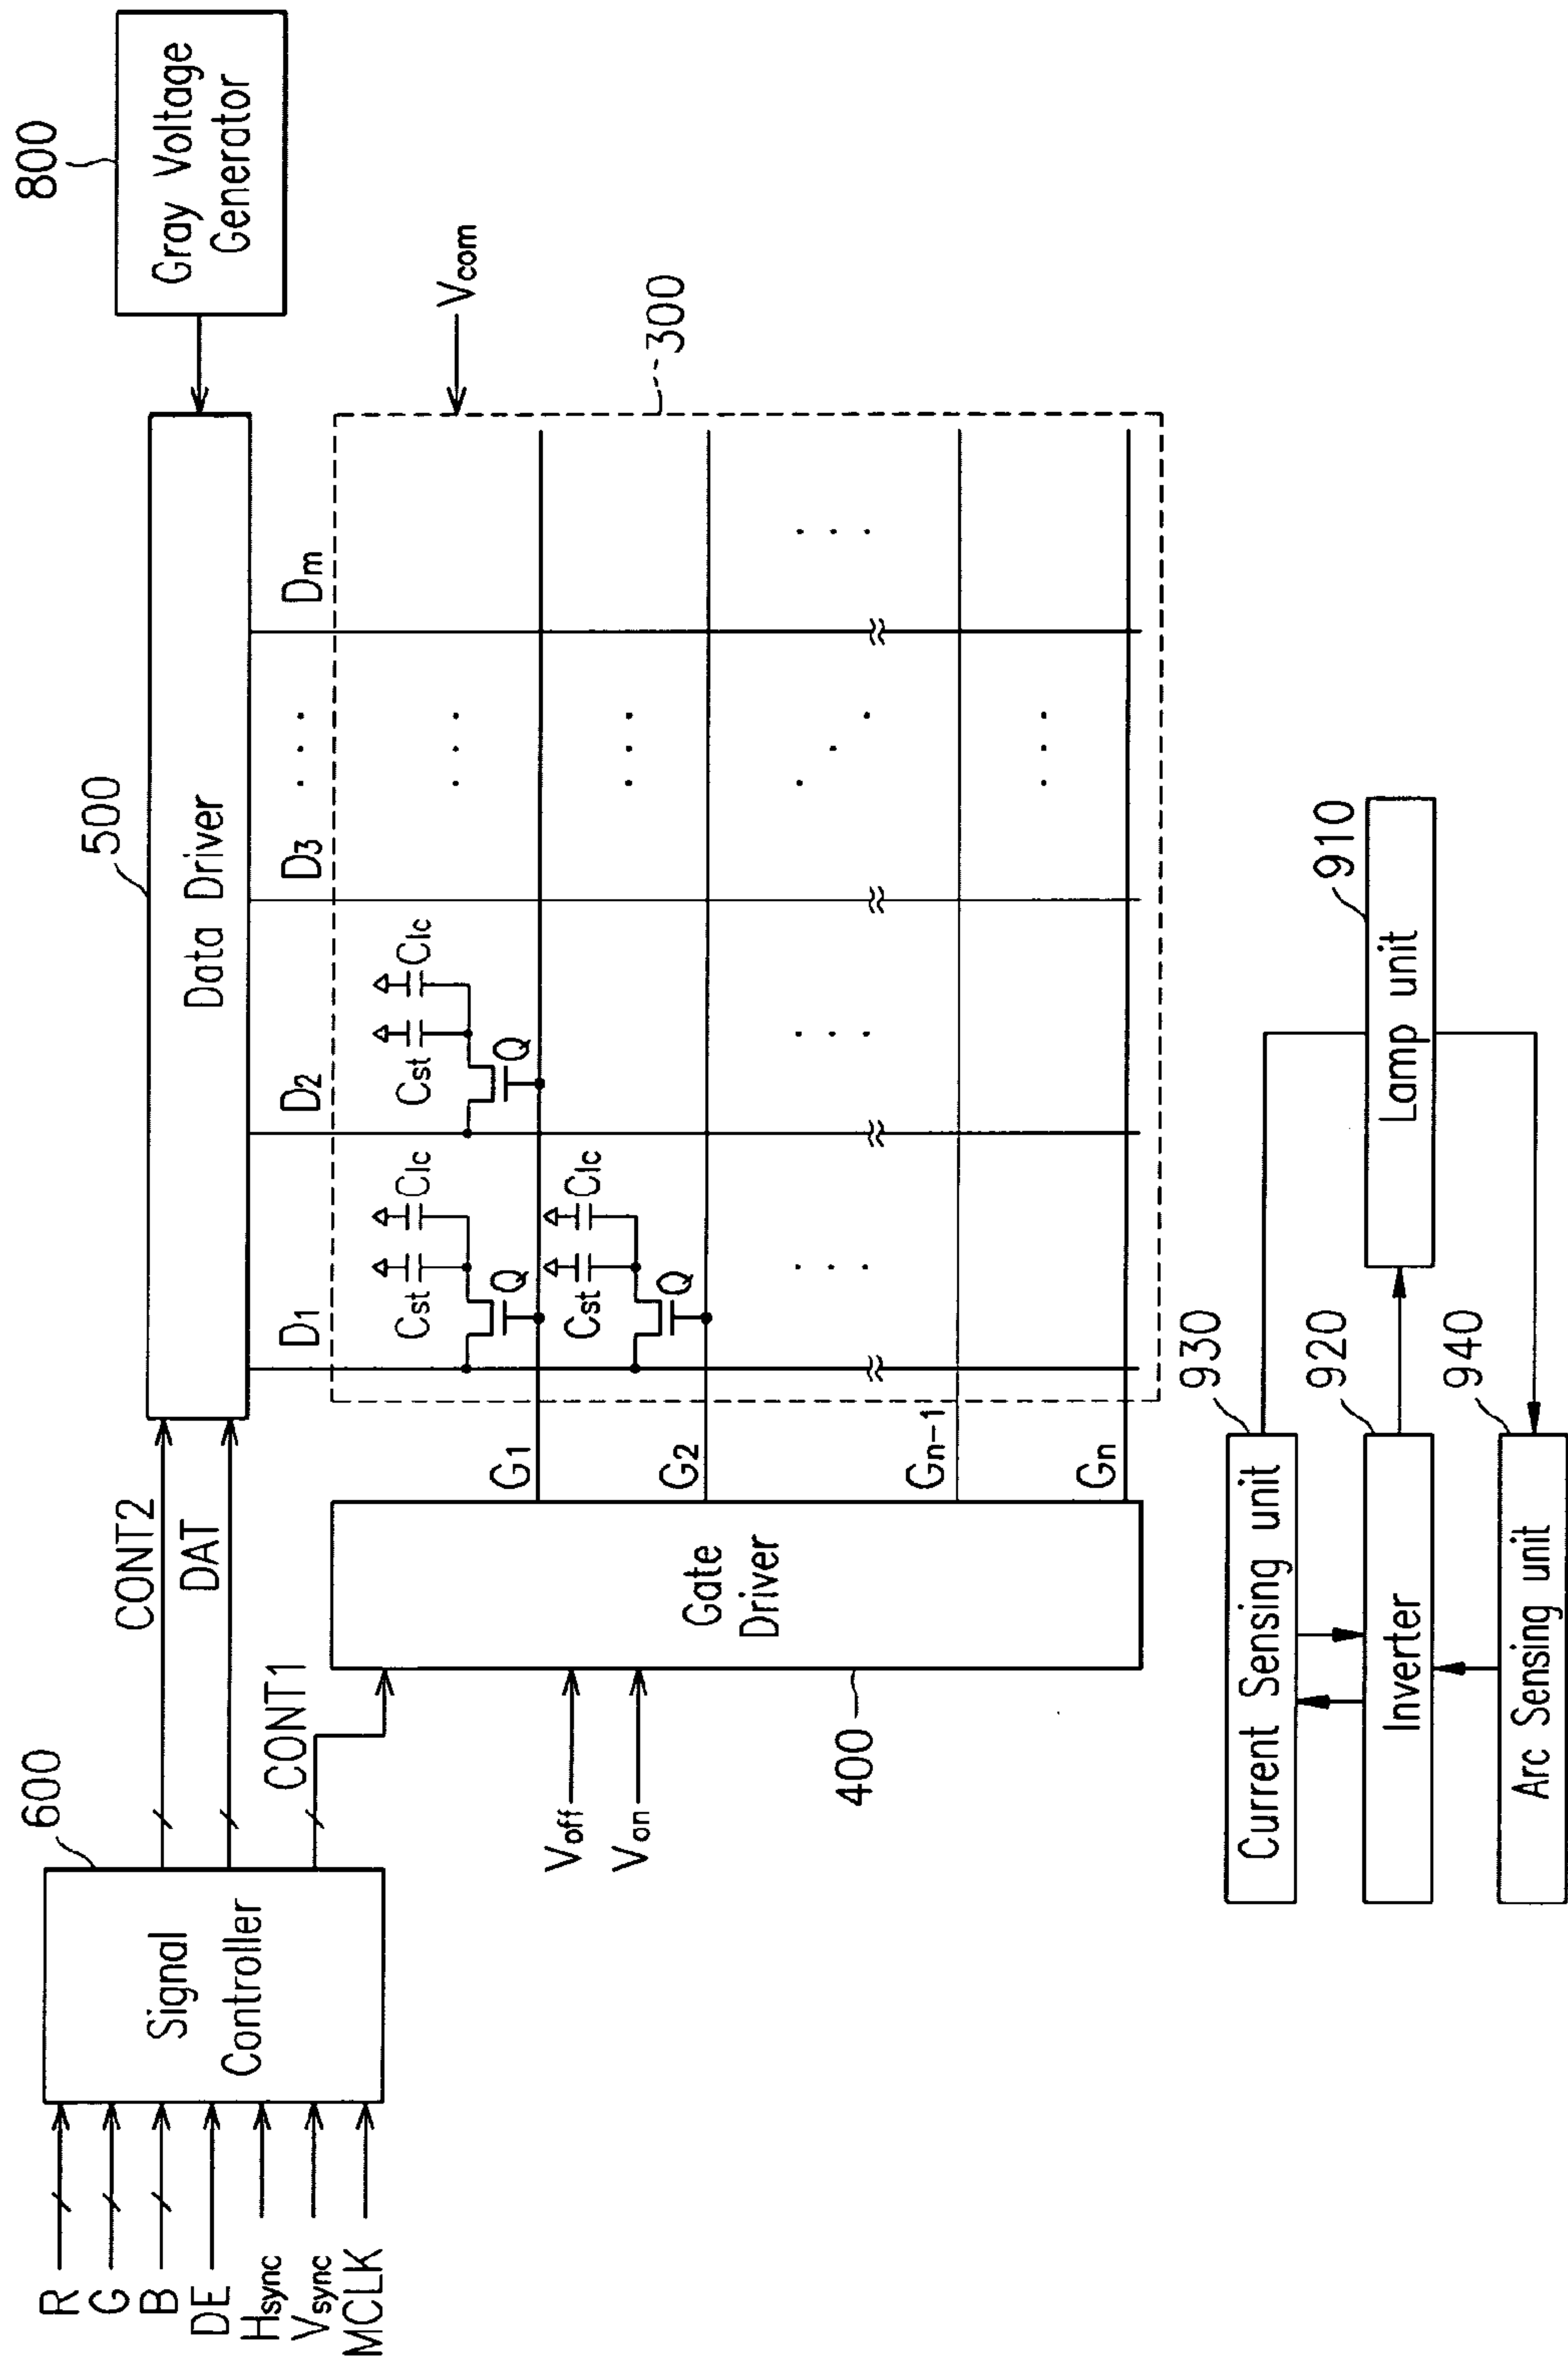 800
Gray Voltage
Generator
500
Data Driver
600
Signal
Controller
R
G
B
DE
Hsync
Vsync
MCLK
CONT2
DAT
CONT1
Voff
Von
400
Gate
Driver
G1
G2
Gn-1
Gn
D1
D2
D3
. . .
Dm
Vcom
300
Cst
Clc
Q
Cst
Clc
Q
Cst
Clc
Q
930
Current Sensing unit
920
Inverter
940
Arc Sensing unit
910
Lamp unit